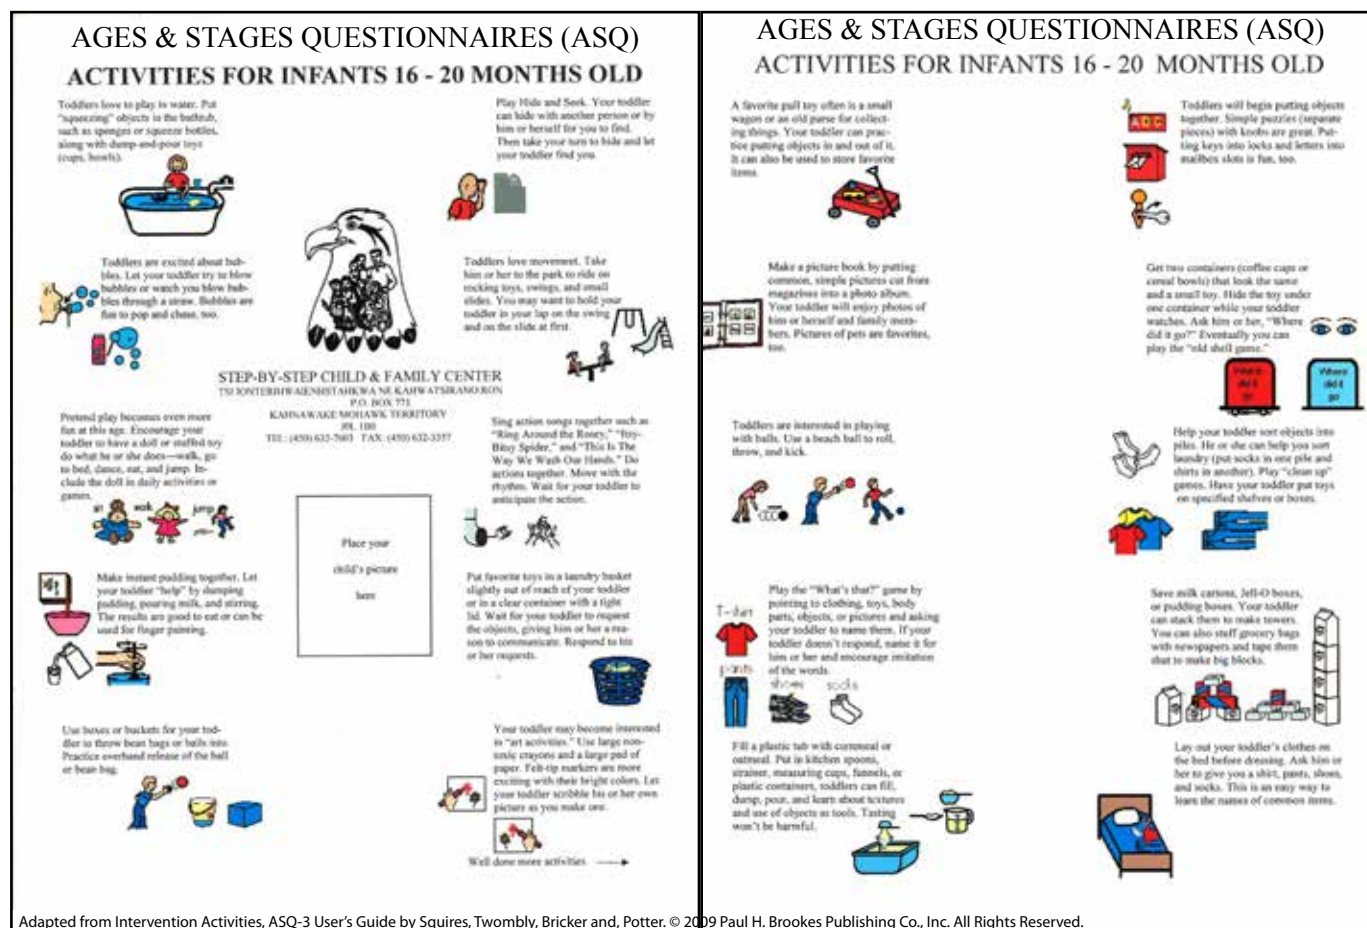 AGES & STAGES QUESTIONNAIRES (ASQ)
ACTIVITIES FOR INFANTS 16 - 20 MONTHS OLD
Toddlers love to play in water. Put
"squeezing" objects in the bathtub,
such as sponges or squeeze bottles,
along with dump-and-pour toys
(cups, bowls).
Toddlers are excited about bub-
bles. Let your toddler try to blow
bubbles or watch you blow bub-
bles through a straw. Bubbles are
fun to pop and chase, too.
Pretend play becomes even more
fun at this age. Encourage your
toddler to have a doll or stuffed toy
do what he or she does—walk, go
to bed, dance, eat, and jump. In-
clude the doll in daily activities or
games.
walk
jump
Make instant pudding together. Let
your toddler "help" by dumping
pudding, pouring milk, and stirring.
The results are good to eat or can be
used for finger painting.
Use boxes or buckets for your tod-
dler to throw bean bags or balls into
Practice overhand release of the ball
or bean bag.
STEP-BY-STEP CHILD & FAMILY CENTER
P.O. BOX 771
KAHNAWAKE MOHAWK TERRITORY
Place your
child's picture
here
Play Hide and Seek. Your toddler
can hide with another person or by
him or herself for you to find.
Then take your turn to hide and let
your toddler find you.
Toddlers love movement. Take
him or her to the park to ride on
rocking toys, swings, and small
slides. You may want to hold your
toddler in your lap on the swing
and on the slide at first.
Sing action songs together such as
"Ring Around the Rosey," "Itsy-
Bitsy Spider," and "This Is The
Way We Wash Our Hands." Do
actions together. Move with the
rhythm. Wait for your toddler to
anticipate the action.
Put favorite toys in a laundry basket
slightly out of reach of your toddler
or in a clear container with a tight
lid. Wait for your toddler to request
the objects, giving him or her a rea-
son to communicate. Respond to his
or her requests.
Your toddler may become interested
in "art activities." Use large non-
toxic crayons and a large pad of
paper. Felt-tip markers are more
exciting with their bright colors. Let
your toddler scribble his or her own
picture as you make one.
Well done more activities
AGES & STAGES QUESTIONNAIRES (ASQ)
ACTIVITIES FOR INFANTS 16 - 20 MONTHS OLD
A favorite pull toy often is a small
wagon or an old purse for collect-
ing things. Your toddler can prac-
tice putting objects in and out of it.
It can also be used to store favorite
items.
Make a picture book by putting
common, simple pictures cut from
magazines into a photo album.
Your toddler will enjoy photos of
him or herself and family mem-
bers. Pictures of pets are favorites,
too.
Toddlers are interested in playing
with balls. Use a beach ball to roll,
throw, and kick.
Play the "What's that?" game by
pointing to clothing, toys, body
parts, objects, or pictures and asking
your toddler to name them. If your
toddler doesn't respond, name it for
him or her and encourage imitation
of the words.
T-shirt
pants
shoes
socks
Fill a plastic tub with cornmeal or
oatmeal. Put in kitchen spoons,
strainer, measuring cups, funnels, or
plastic containers, toddlers can fill,
dump, pour, and learn about textures
and use of objects as tools. Tasting
won't be harmful.
Toddlers will begin putting objects
together. Simple puzzles (separate
pieces) with knobs are great. Put-
ting keys into locks and letters into
mailbox slots is fun, too.
ABC
Get two containers (coffee cups or
cereal bowls) that look the same
and a small toy. Hide the toy under
one container while your toddler
watches. Ask him or her, "Where
did it go?" Eventually you can
play the "old shell game."
Where
did it
go
Where
did it
go
Help your toddler sort objects into
piles. He or she can help you sort
laundry (put socks in one pile and
shirts in another). Play "clean up"
games. Have your toddler put toys
on specified shelves or boxes.
Save milk cartons, Jell-O boxes,
or pudding boxes. Your toddler
can stack them to make towers.
You can also stuff grocery bags
with newspapers and tape them
shut to make big blocks.
Lay out your toddler's clothes on
the bed before dressing. Ask him or
her to give you a shirt, pants, shoes,
and socks. This is an easy way to
learn the names of common items.
Adapted from Intervention Activities, ASQ-3 User's Guide by Squires, Twombly, Bricker and, Potter. © 2009 Paul H. Brookes Publishing Co., Inc. All Rights Reserved.